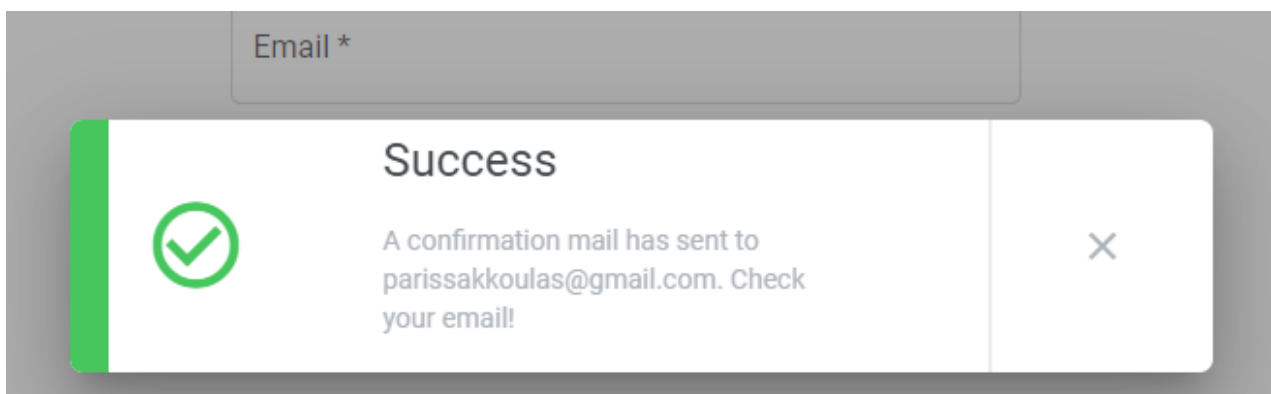 Email *
Success
A confirmation mail has sent to
parissakkoulas@gmail.com. Check
your email!